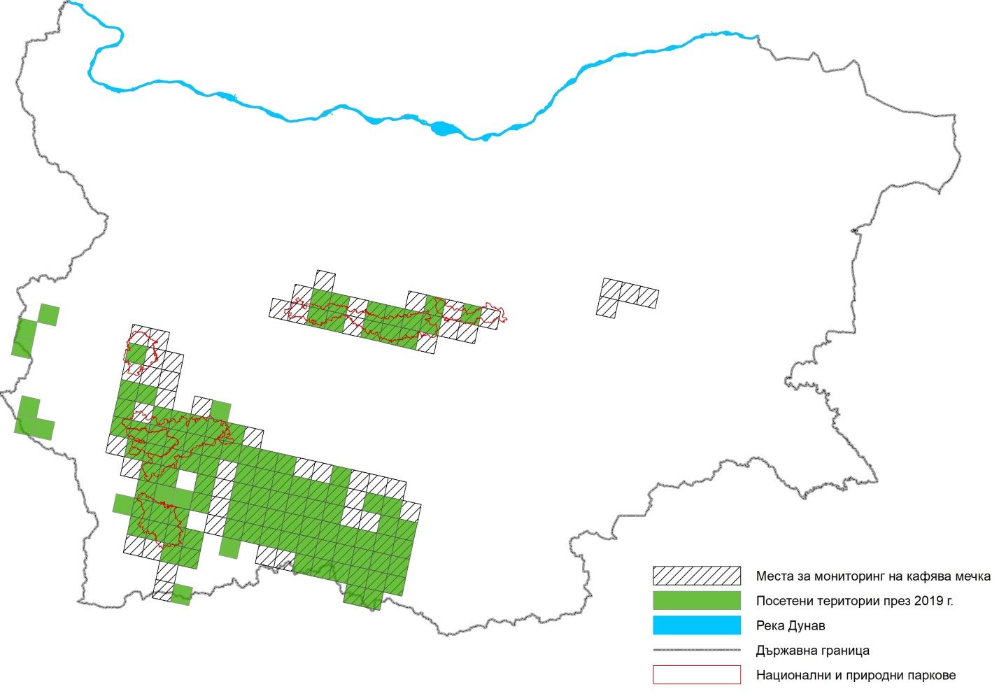 Места за мониторинг на кафява мечка
Посетени територии през 2019 г.
Река Дунав
Държавна граница
Национални и природни паркове